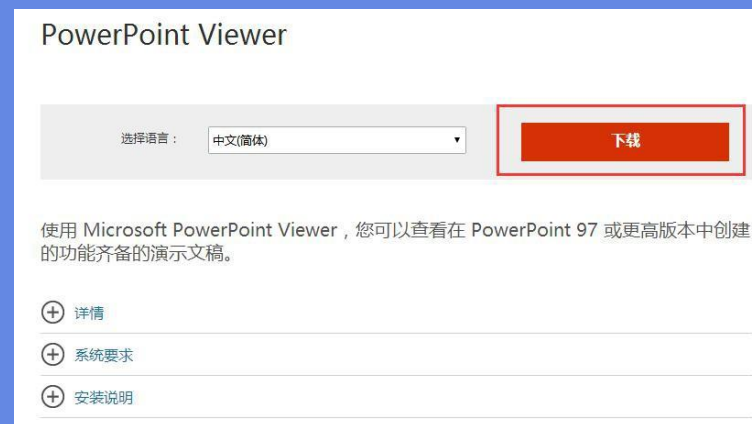 PowerPoint Viewer
选择语言：
中文(简体)
下载
使用 Microsoft PowerPoint Viewer，您可以查看在 PowerPoint 97 或更高版本中创建
的功能齐备的演示文稿。
详情
系统要求
安装说明